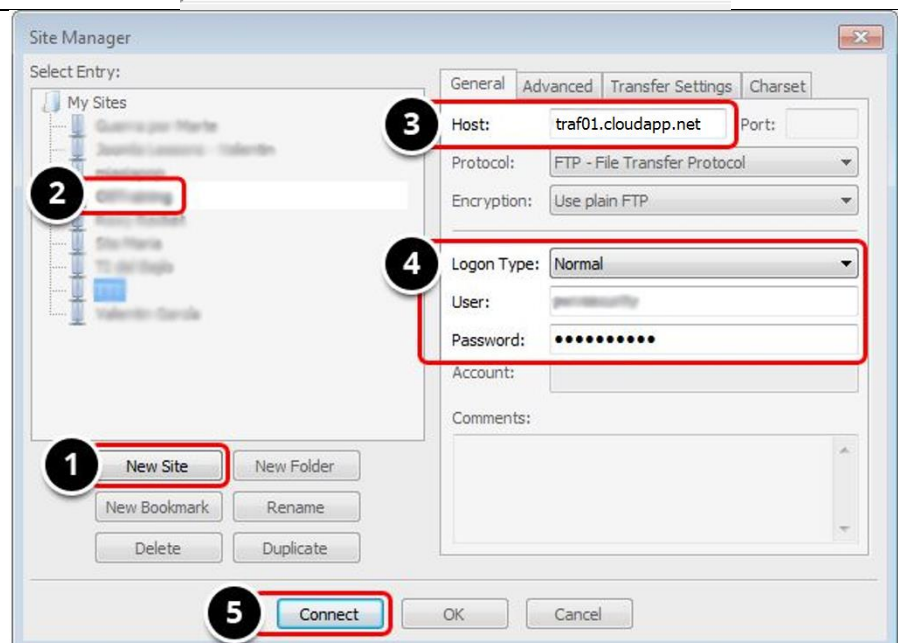 Site Manager
Select Entry:
My Sites
General Advanced Transfer Settings Charset
3 Host: traf01.cloudapp.net Port:
Protocol: FTP - File Transfer Protocol
2
Encryption: Use plain FTP
4 Logon Type: Normal
User:
Password: ••••••••••
Account:
Comments:
1 New Site New Folder
New Bookmark Rename
Delete Duplicate
5 Connect OK Cancel